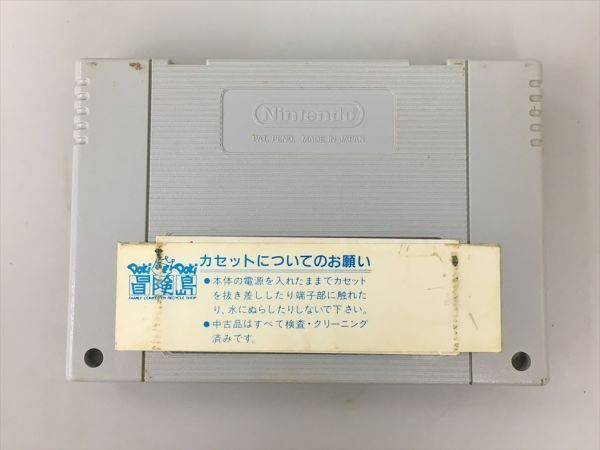 Nintendo
PAT. PEND. MADE IN JAPAN
Doki Doki
冒険島
FAMILY COMPUTER RECYCLE SHOP
カセットについてのお願い
●本体の電源を入れたままでカセット
を抜き差ししたり端子部に触れた
り、水にぬらしたりしないで下さい。
●中古品はすべて検査・クリーニング
済みです。